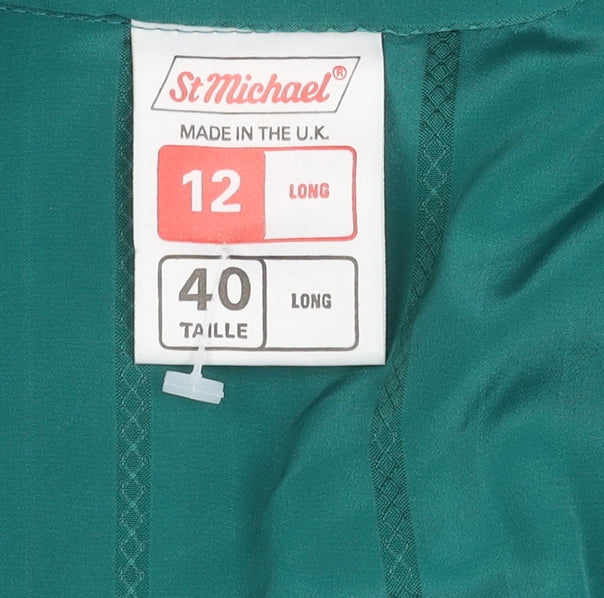 St Michael®
MADE IN THE U.K.
12 LONG
40 LONG
TAILLE